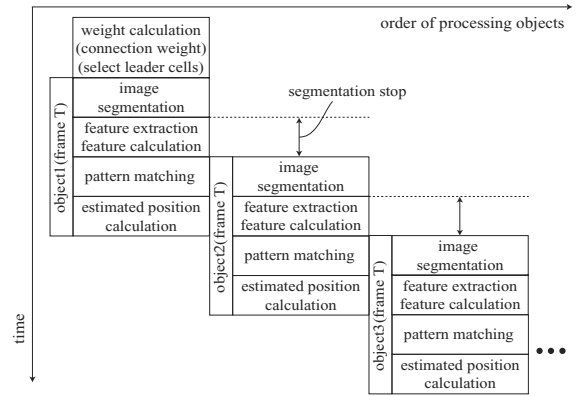 order of processing objects
weight calculation
(connection weight)
(select leader cells)
object1(frame T)
image
segmentation
feature extraction
feature calculation
pattern matching
estimated position
calculation
segmentation stop
object2(frame T)
image
segmentation
feature extraction
feature calculation
pattern matching
estimated position
calculation
object3(frame T)
image
segmentation
feature extraction
feature calculation
pattern matching
estimated position
calculation
•••
time